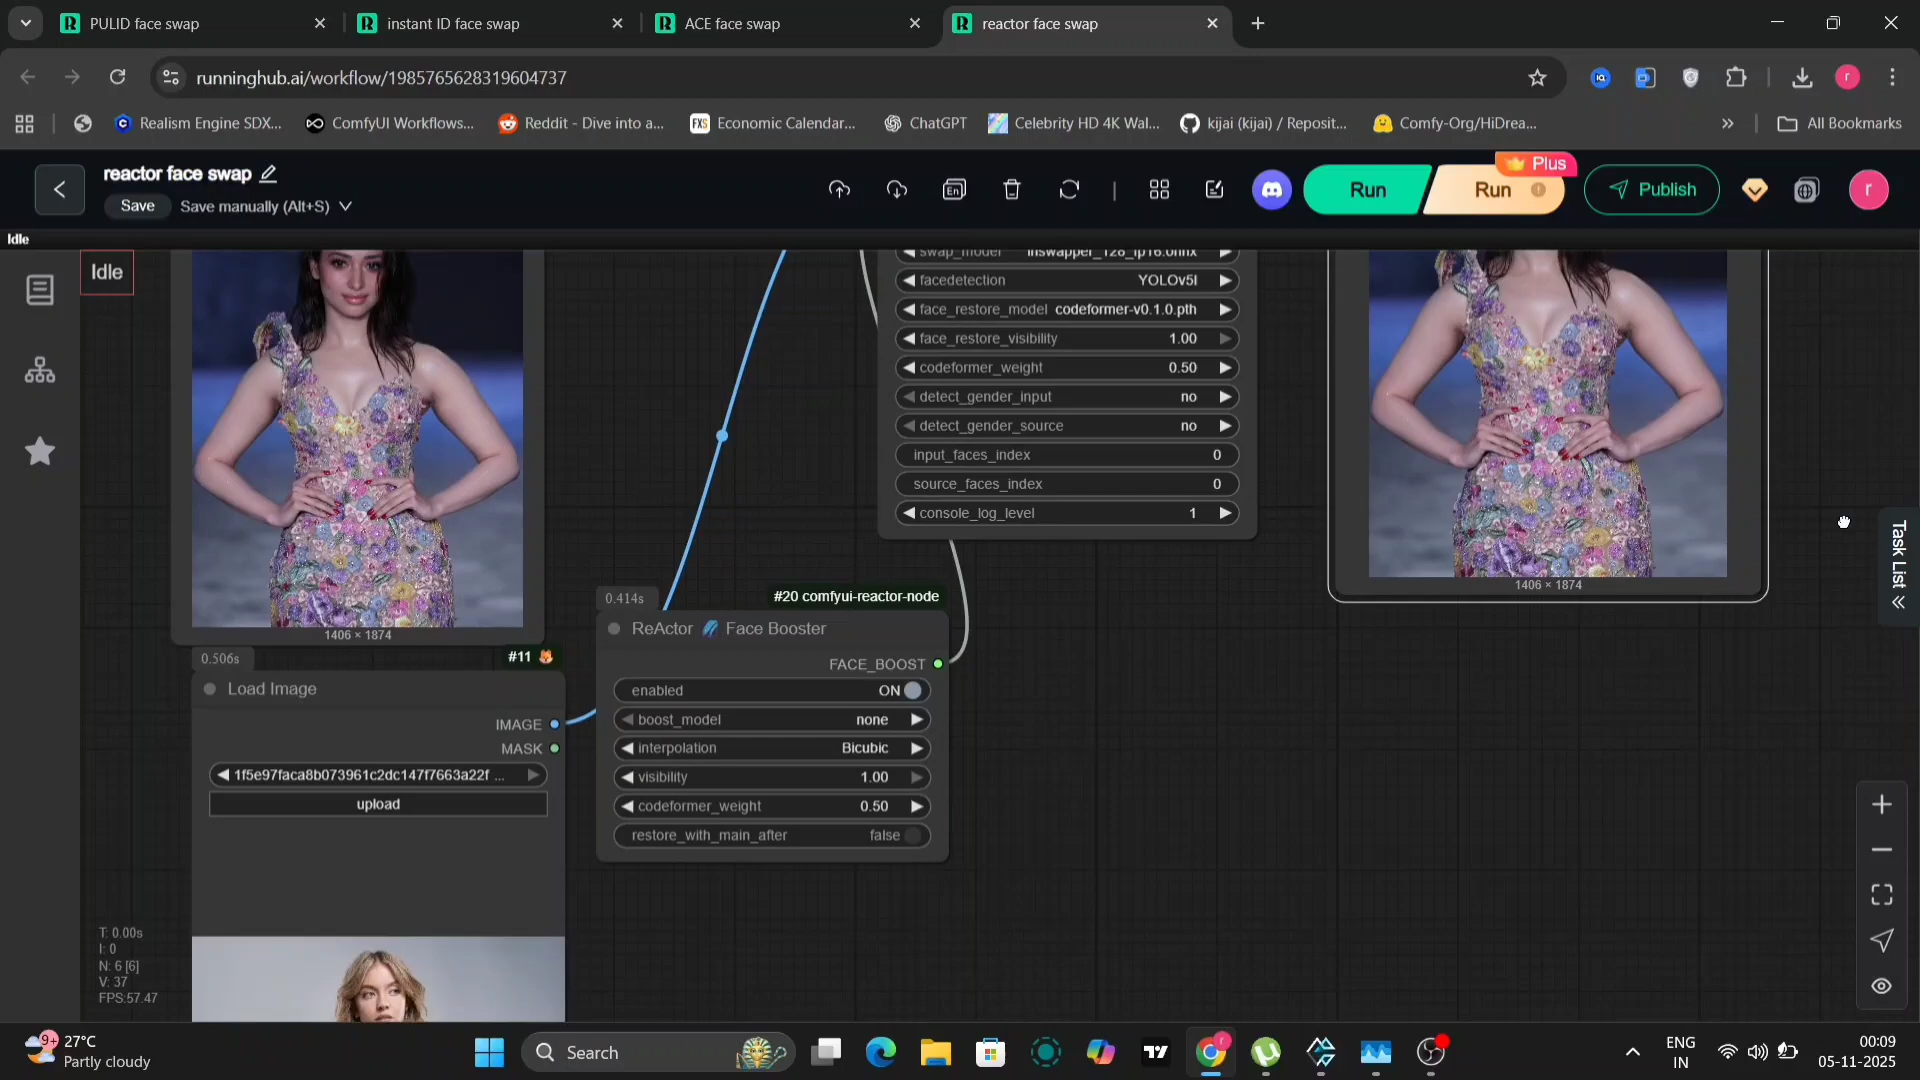 PULID face swap
instant ID face swap
ACE face swap
reactor face swap
runninghub.ai/workflow/1985765628319604737
Realism Engine SDX...
ComfyUI Workflows...
Reddit - Dive into a...
FXS
Economic Calendar...
ChatGPT
Celebrity HD 4K Wal...
kijai (kijai) / Reposit...
Comfy-Org/HiDrea...
All Bookmarks
reactor face swap
Save
Save manually (Alt+S)
En
Run
Run
Plus
Publish
r
Idle
Idle
swap_model inswapper_128_fp16.onnx
facedetection YOLOv5l
face_restore_model codeformer-v0.1.0.pth
face_restore_visibility 1.00
codeformer_weight 0.50
detect_gender_input no
detect_gender_source no
input_faces_index 0
source_faces_index 0
console_log_level 1
1406 × 1874
1406 × 1874
Task List
0.414s
#20 comfyui-reactor-node
ReActor Face Booster
FACE_BOOST
enabled ON
boost_model none
interpolation Bicubic
visibility 1.00
codeformer_weight 0.50
restore_with_main_after false
0.506s
#11
Load Image
IMAGE
MASK
1f5e97faca8b073961c2dc147f7663a22f ...
upload
T: 0.00s
I: 0
N: 6 [6]
V: 37
FPS:57.47
9+
27°C
Partly cloudy
Search
ENG
IN
00:09
05-11-2025